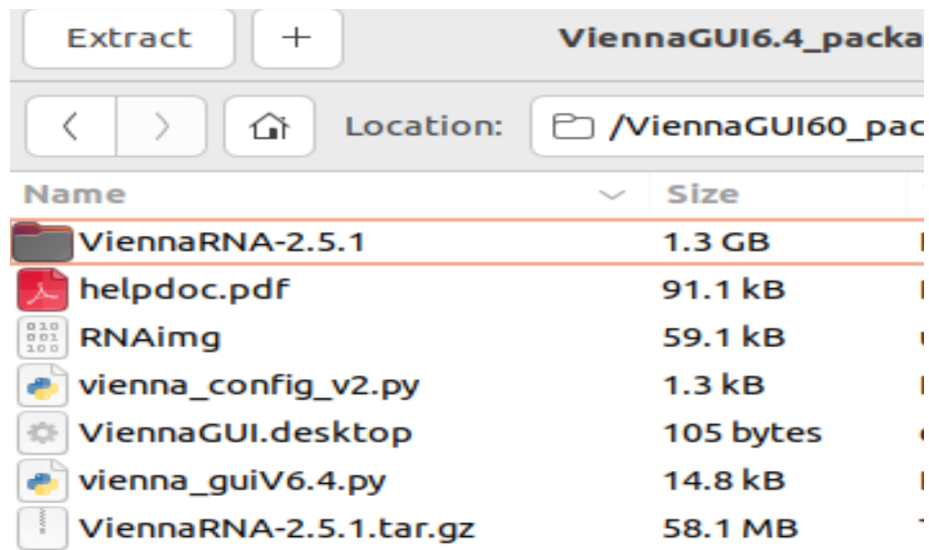 Extract + ViennaGUI6.4_packa
Location: /ViennaGUI60_pac
Name Size
ViennaRNA-2.5.1 1.3 GB
helpdoc.pdf 91.1 kB
RNAimg 59.1 kB
vienna_config_v2.py 1.3 kB
ViennaGUI.desktop 105 bytes
vienna_guiV6.4.py 14.8 kB
ViennaRNA-2.5.1.tar.gz 58.1 MB